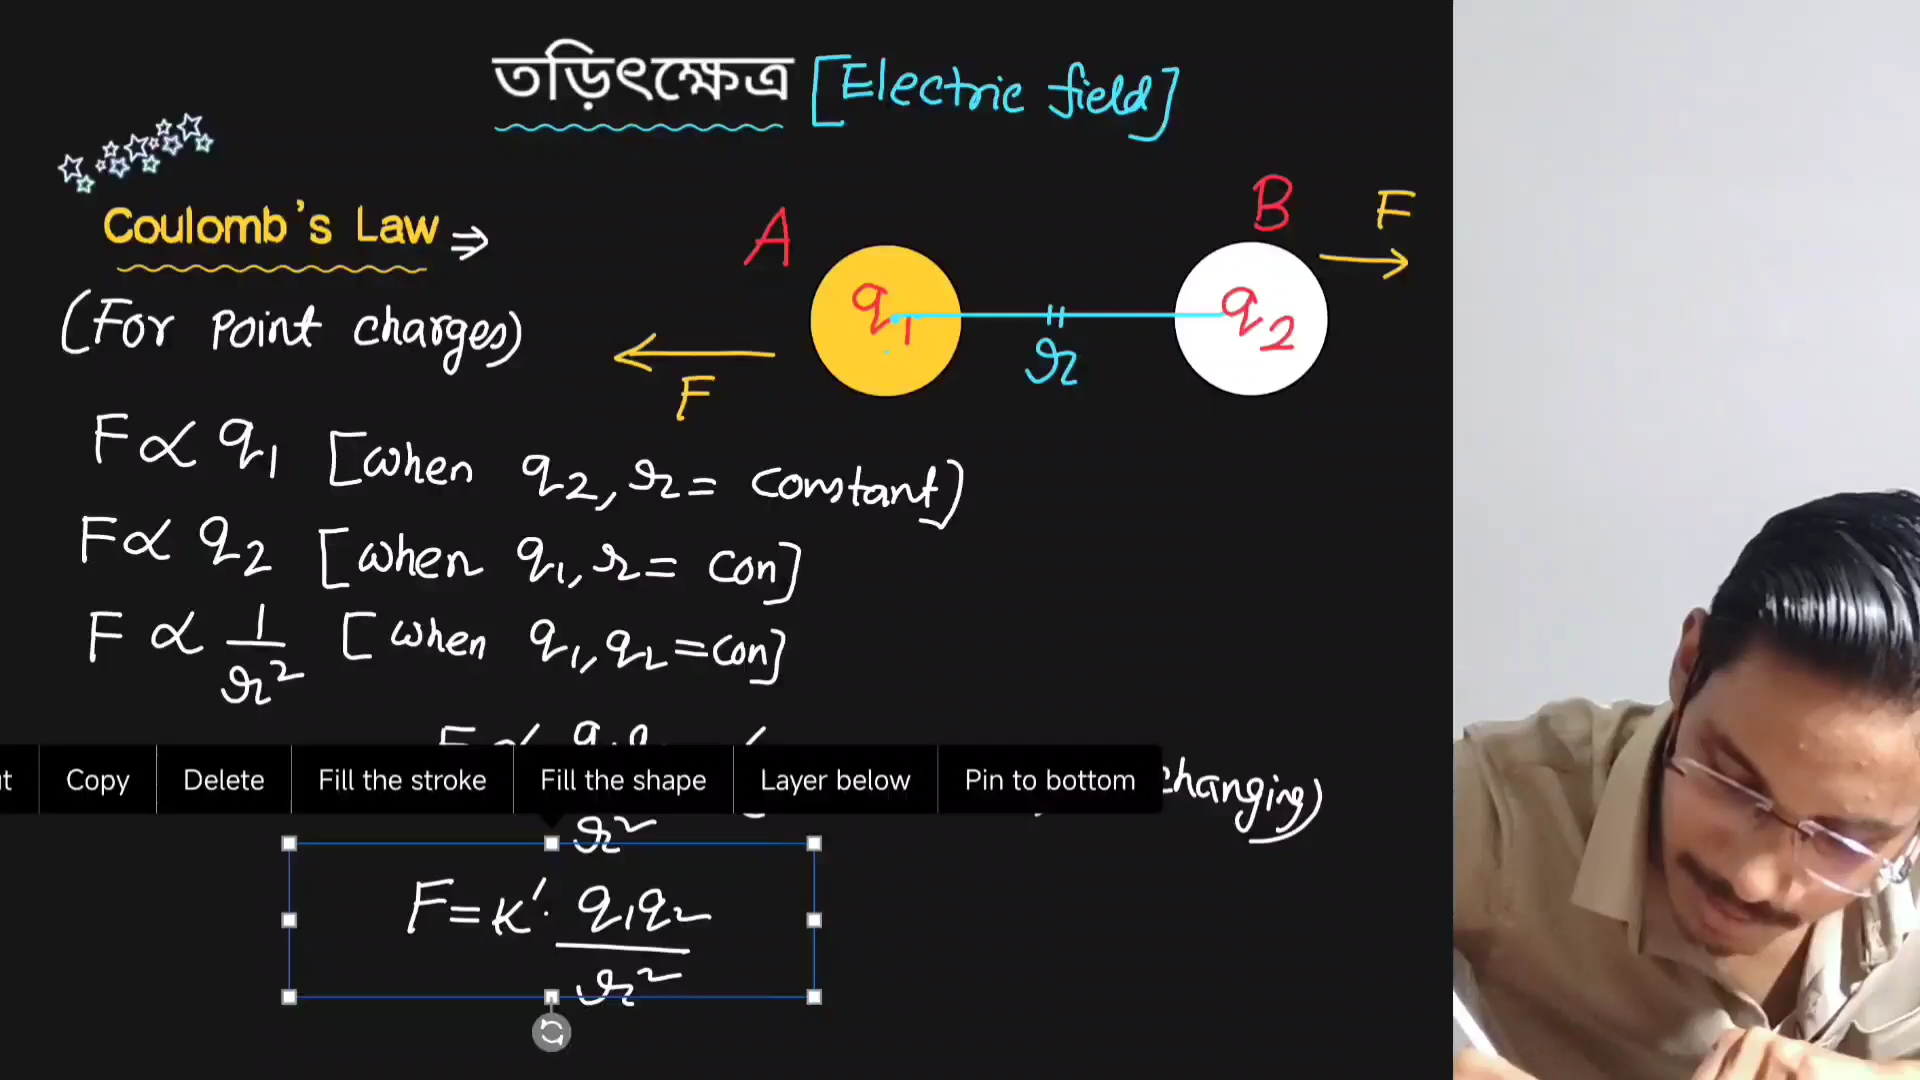 তড়িৎক্ষেত্র [Electric field]
Coulomb's Law ⇒
(For point charges)
A
B
F
q₁
q₂
r
F
F ∝ q₁ [when q₂, r = constant]
F ∝ q₂ [when q₁, r = con]
F ∝ 1/r² [when q₁, q₂ = con]
Copy Delete Fill the stroke Fill the shape Layer below Pin to bottom
changing)
r²
F = K'. q₁q₂/r²